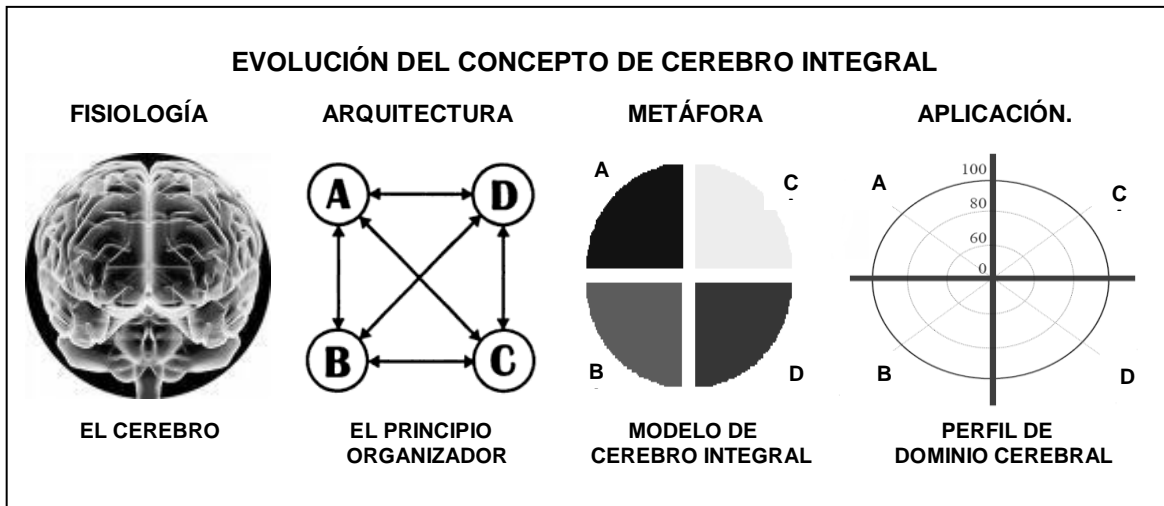 EVOLUCIÓN DEL CONCEPTO DE CEREBRO INTEGRAL
FISIOLOGÍA
ARQUITECTURA
METÁFORA
APLICACIÓN.
A
D
B
C
A
C
B
D
A
C
B
D
100
80
60
0
EL CEREBRO
EL PRINCIPIO
ORGANIZADOR
MODELO DE
CEREBRO INTEGRAL
PERFIL DE
DOMINIO CEREBRAL